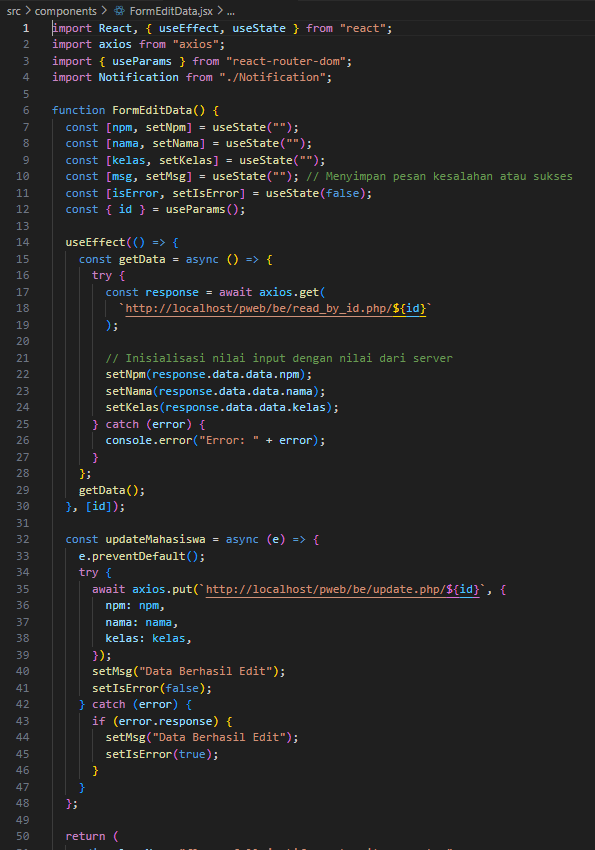 src > components > FormEditData.jsx > ...
1 import React, { useEffect, useState } from "react";
2 import axios from "axios";
3 import { useParams } from "react-router-dom";
4 import Notification from "./Notification";
5
6 function FormEditData() {
7   const [npm, setNpm] = useState("");
8   const [nama, setNama] = useState("");
9   const [kelas, setKelas] = useState("");
10   const [msg, setMsg] = useState(""); // Menyimpan pesan kesalahan atau sukses
11   const [isError, setIsError] = useState(false);
12   const { id } = useParams();
13
14   useEffect(() => {
15     const getData = async () => {
16       try {
17         const response = await axios.get(
18           `http://localhost/pweb/be/read_by_id.php/${id}`
19         );
20
21         // Inisialisasi nilai input dengan nilai dari server
22         setNpm(response.data.data.npm);
23         setNama(response.data.data.nama);
24         setKelas(response.data.data.kelas);
25       } catch (error) {
26         console.error("Error: " + error);
27       }
28     };
29     getData();
30   }, [id]);
31
32   const updateMahasiswa = async (e) => {
33     e.preventDefault();
34     try {
35       await axios.put(`http://localhost/pweb/be/update.php/${id}`, {
36         npm: npm,
37         nama: nama,
38         kelas: kelas,
39       });
40       setMsg("Data Berhasil Edit");
41       setIsError(false);
42     } catch (error) {
43       if (error.response) {
44         setMsg("Data Berhasil Edit");
45         setIsError(true);
46       }
47     }
48   };
49
50   return (